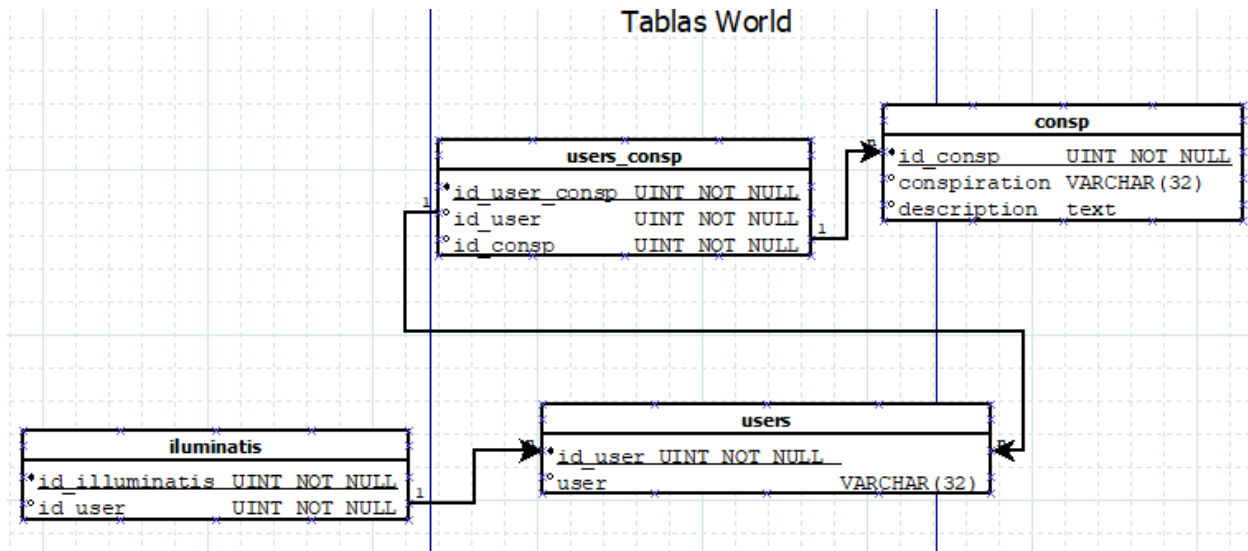 Tablas World
consp
id_consp UINT NOT NULL
conspiration VARCHAR(32)
description text
users_consp
id_user_consp UINT NOT NULL
id_user UINT NOT NULL
id_consp UINT NOT NULL
1
1
n
users
id_user UINT NOT NULL
user VARCHAR(32)
iluminatis
id_illuminatis UINT NOT NULL
id_user UINT NOT NULL
1
n
n